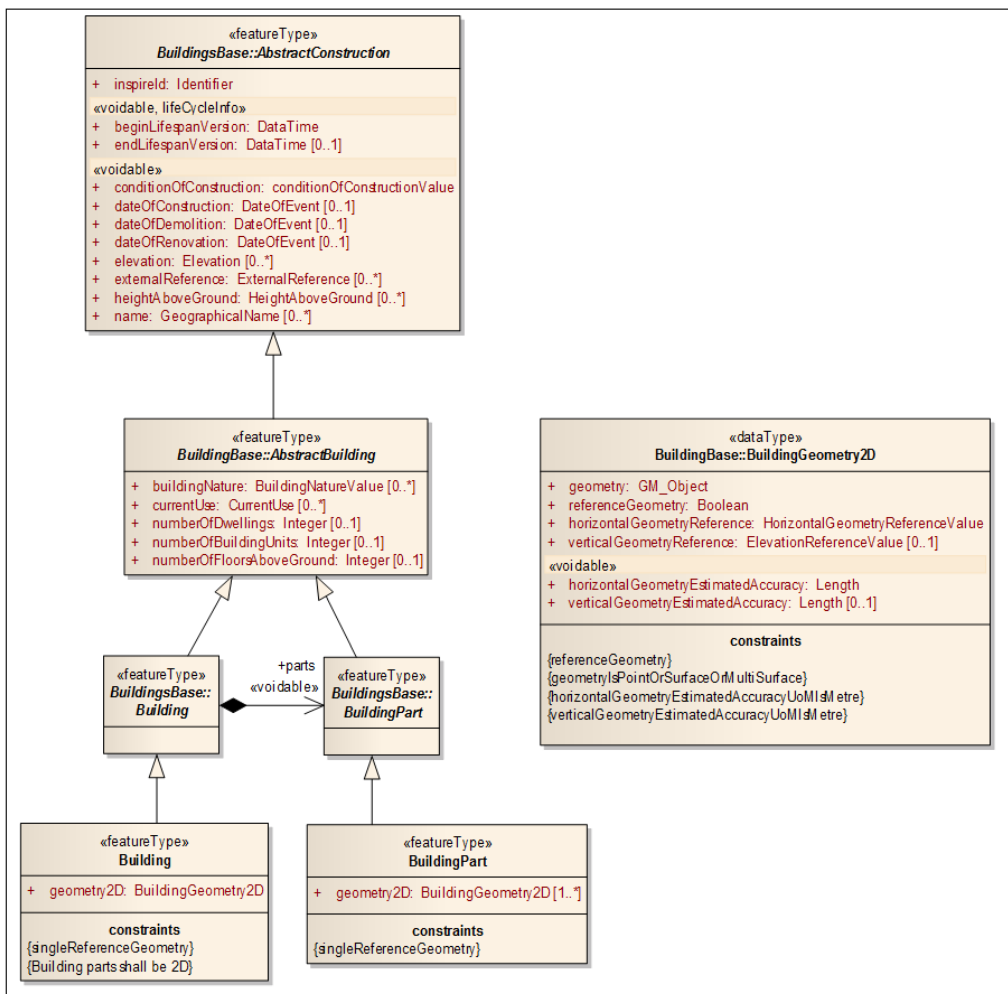 «featureType»
BuildingsBase::AbstractConstruction
+ inspireId: Identifier
«voidable, lifeCycleInfo»
+ beginLifespanVersion: DataTime
+ endLifespanVersion: DataTime [0..1]
«voidable»
+ conditionOfConstruction: conditionOfConstructionValue
+ dateOfConstruction: DateOfEvent [0..1]
+ dateOfDemolition: DateOfEvent [0..1]
+ dateOfRenovation: DateOfEvent [0..1]
+ elevation: Elevation [0..*]
+ externalReference: ExternalReference [0..*]
+ heightAboveGround: HeightAboveGround [0..*]
+ name: GeographicalName [0..*]
«featureType»
BuildingBase::AbstractBuilding
+ buildingNature: BuildingNatureValue [0..*]
+ currentUse: CurrentUse [0..*]
+ numberOfDwellings: Integer [0..1]
+ numberOfBuildingUnits: Integer [0..1]
+ numberOfFloorsAboveGround: Integer [0..1]
«dataType»
BuildingBase::BuildingGeometry2D
+ geometry: GM_Object
+ referenceGeometry: Boolean
+ horizontalGeometryReference: HorizontalGeometryReferenceValue
+ verticalGeometryReference: ElevationReferenceValue [0..1]
«voidable»
+ horizontalGeometryEstimatedAccuracy: Length
+ verticalGeometryEstimatedAccuracy: Length [0..1]
constraints
{referenceGeometry}
{geometryIsPointOrSurfaceOrMultiSurface}
{horizontalGeometryEstimatedAccuracyUoMIsMetre}
{verticalGeometryEstimatedAccuracyUoMIsMetre}
«featureType»
BuildingsBase::
Building
+parts
«voidable»
«featureType»
BuildingsBase::
BuildingPart
«featureType»
Building
+ geometry2D: BuildingGeometry2D
constraints
{singleReferenceGeometry}
{Building parts shall be 2D}
«featureType»
BuildingPart
+ geometry2D: BuildingGeometry2D [1..*]
constraints
{singleReferenceGeometry}